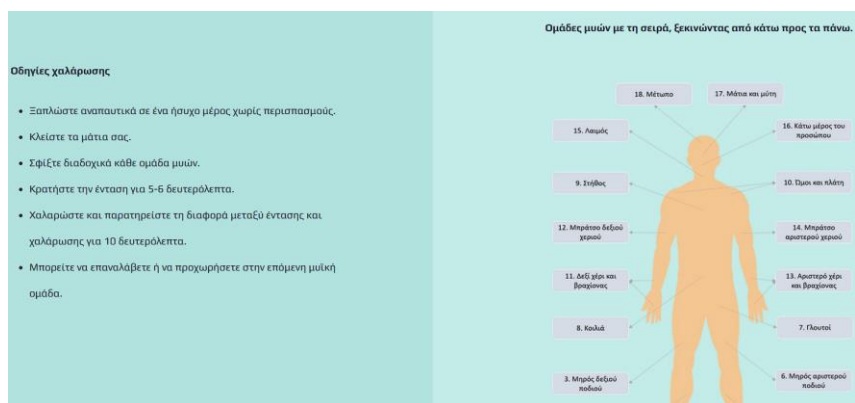 Οδηγίες χαλάρωσης
• Ξαπλώστε αναπαυτικά σε ένα ήσυχο μέρος χωρίς περισπασμούς.
• Κλείστε τα μάτια σας.
• Σφίξτε διαδοχικά κάθε ομάδα μυών.
• Κρατήστε την ένταση για 5-6 δευτερόλεπτα.
• Χαλαρώστε και παρατηρείστε τη διαφορά μεταξύ έντασης και
χαλάρωσης για 10 δευτερόλεπτα.
• Μπορείτε να επαναλάβετε ή να προχωρήσετε στην επόμενη μυϊκή
ομάδα.
Ομάδες μυών με τη σειρά, ξεκινώντας από κάτω προς τα πάνω.
18. Μέτωπο
17. Μάτια και μύτη
15. Λαιμός
16. Κάτω μέρος του
προσώπου
9. Στήθος
10. Ώμοι και πλάτη
12. Μπράτσο δεξιού
χεριού
14. Μπράτσο
αριστερού χεριού
11. Δεξί χέρι και
βραχίονας
13. Αριστερό χέρι
και βραχίονας
8. Κοιλιά
7. Γλουτοί
3. Μηρός δεξιού
ποδιού
6. Μηρός αριστερού
ποδιού